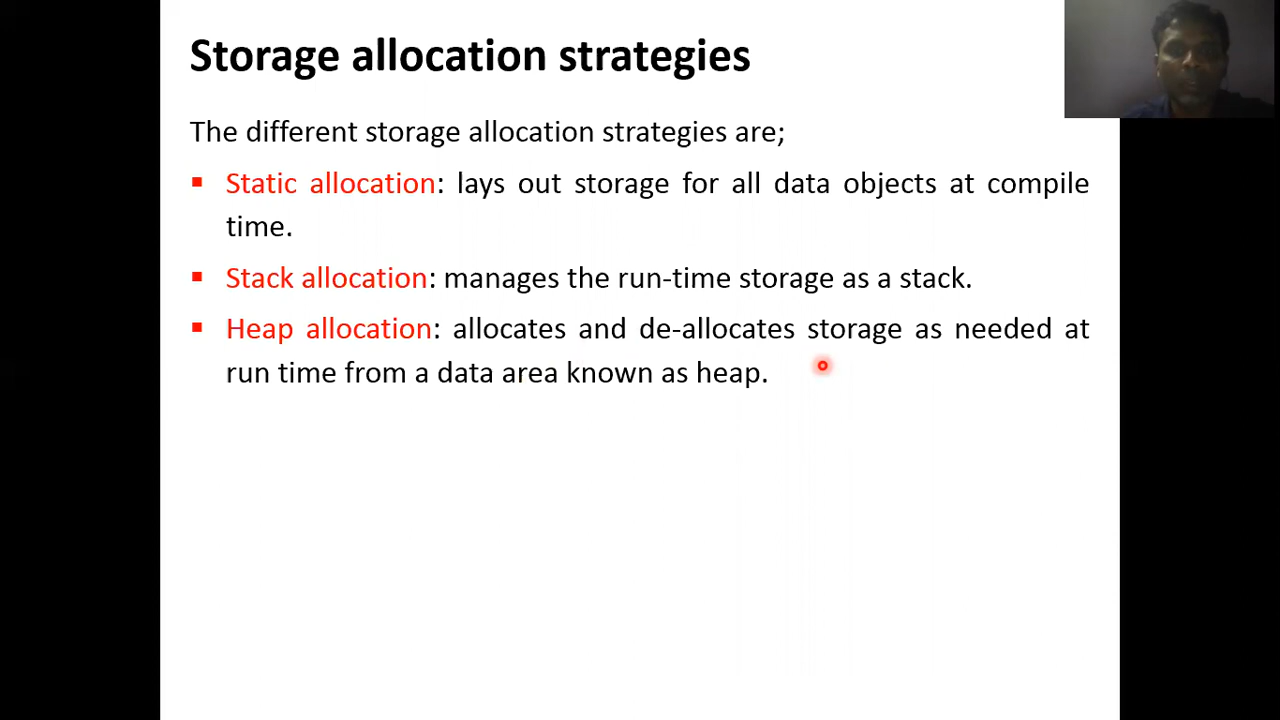 Storage allocation strategies
The different storage allocation strategies are;
▪ Static allocation: lays out storage for all data objects at compile
time.
▪ Stack allocation: manages the run-time storage as a stack.
▪ Heap allocation: allocates and de-allocates storage as needed at
run time from a data area known as heap.